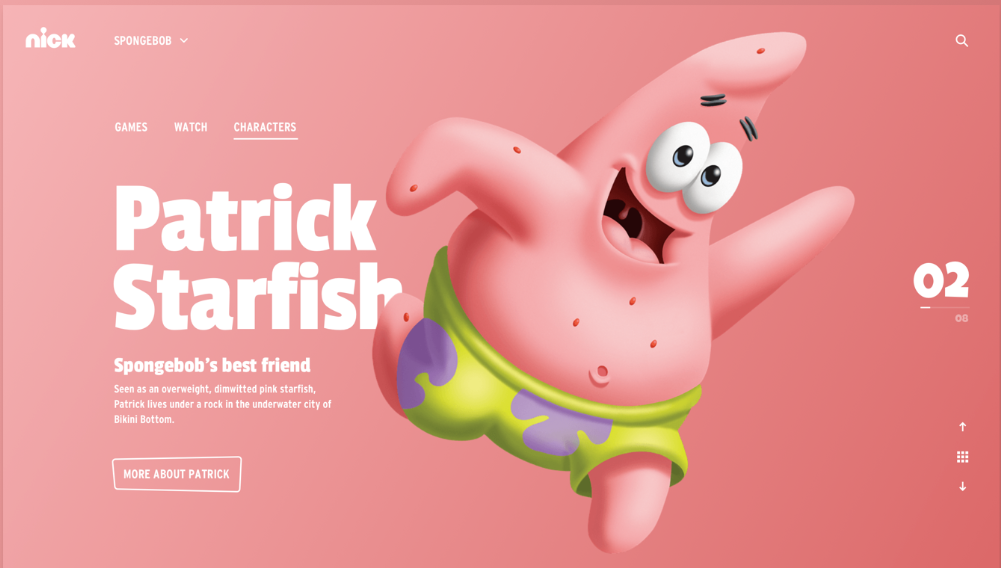 nick
SPONGEBOB
GAMES WATCH CHARACTERS
Patrick
Starfish
Spongebob's best friend
Seen as an overweight, dimwitted pink starfish,
Patrick lives under a rock in the underwater city of
Bikini Bottom.
MORE ABOUT PATRICK
02
08